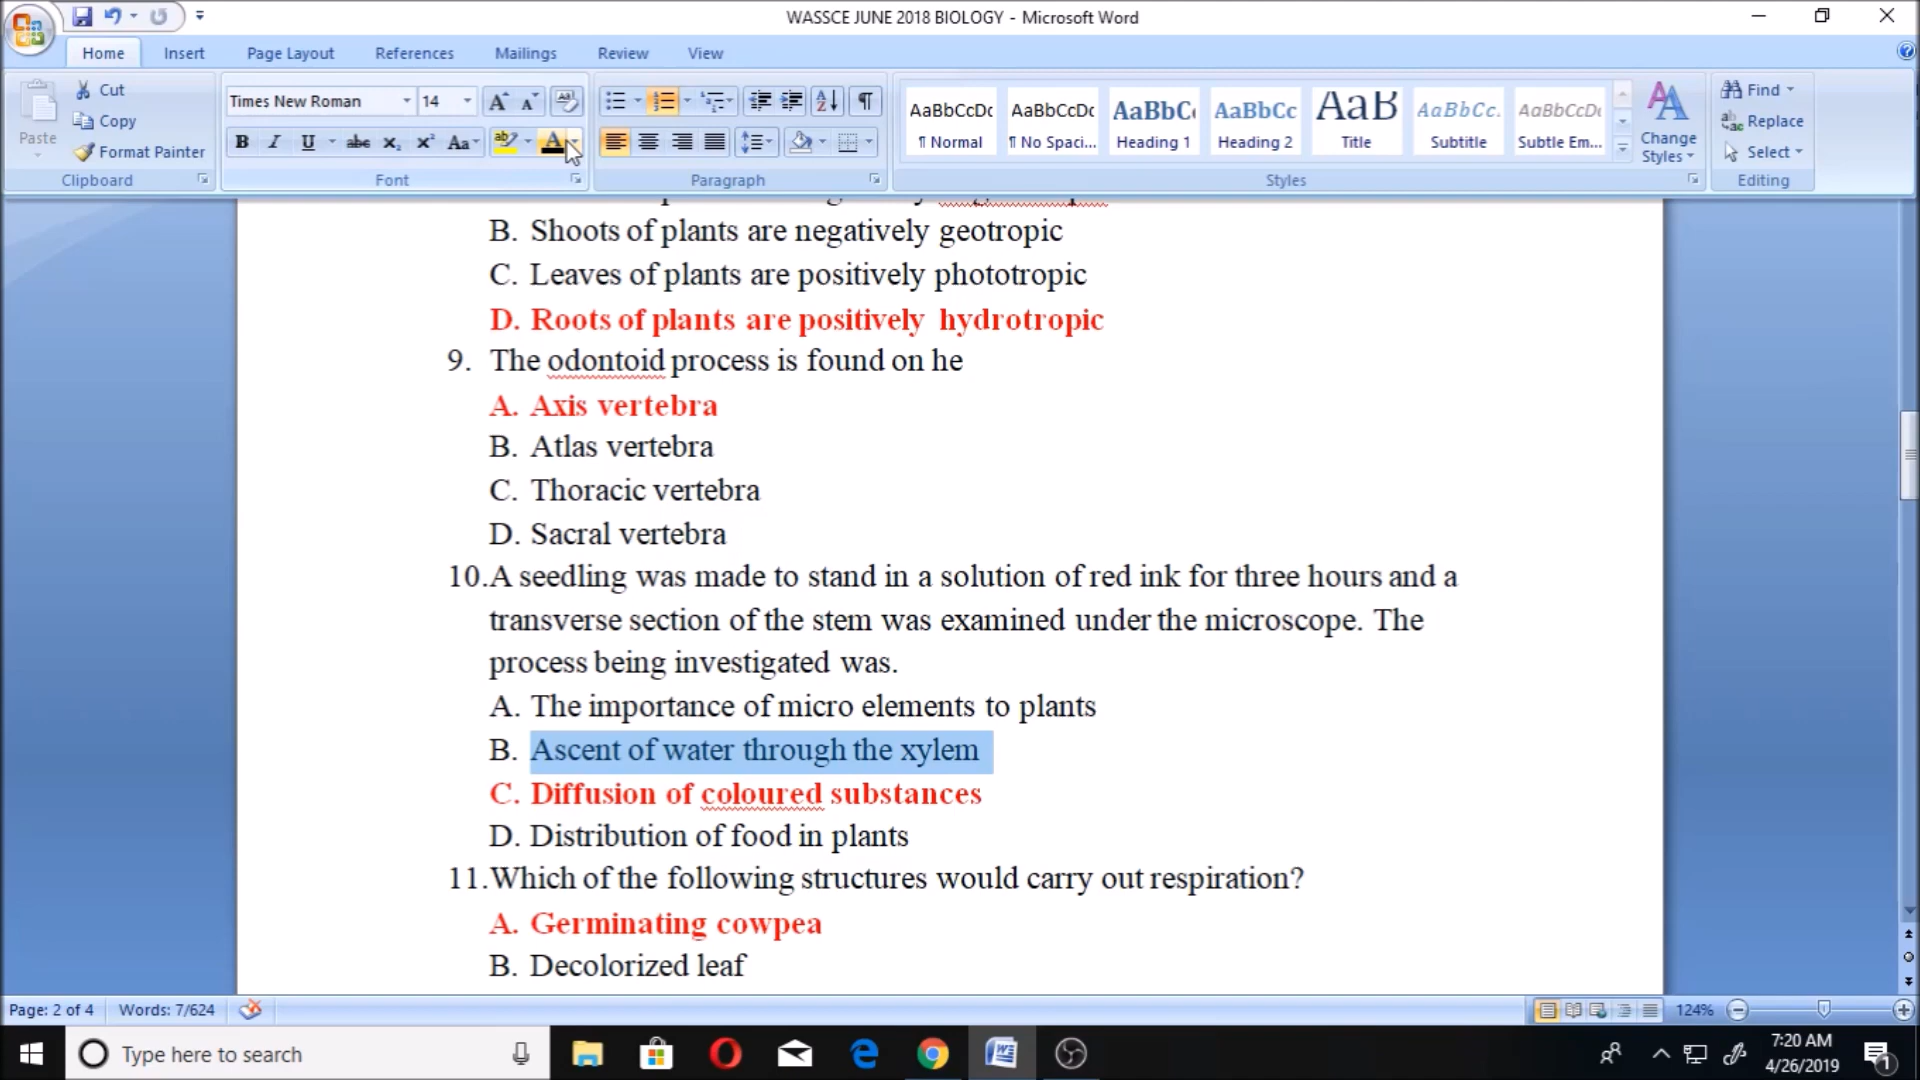 WASSCE JUNE 2018 BIOLOGY - Microsoft Word
Home Insert Page Layout References Mailings Review View
Paste
Cut
Copy
Format Painter
Clipboard
Times New Roman 14
Font
Paragraph
AaBbCcDc AaBbCcDc AaBbC AaBbCc AaB AaBbCc. AaBbCcDc
¶ Normal ¶ No Spaci... Heading 1 Heading 2 Title Subtitle Subtle Em...
Styles
Change
Styles
Find
Replace
Select
Editing
B. Shoots of plants are negatively geotropic
C. Leaves of plants are positively phototropic
D. Roots of plants are positively hydrotropic
9. The odontoid process is found on he
A. Axis vertebra
B. Atlas vertebra
C. Thoracic vertebra
D. Sacral vertebra
10. A seedling was made to stand in a solution of red ink for three hours and a
transverse section of the stem was examined under the microscope. The
process being investigated was.
A. The importance of micro elements to plants
B. Ascent of water through the xylem
C. Diffusion of coloured substances
D. Distribution of food in plants
11. Which of the following structures would carry out respiration?
A. Germinating cowpea
B. Decolorized leaf
Page: 2 of 4 Words: 7/624 124%
Type here to search
7:20 AM
4/26/2019
1